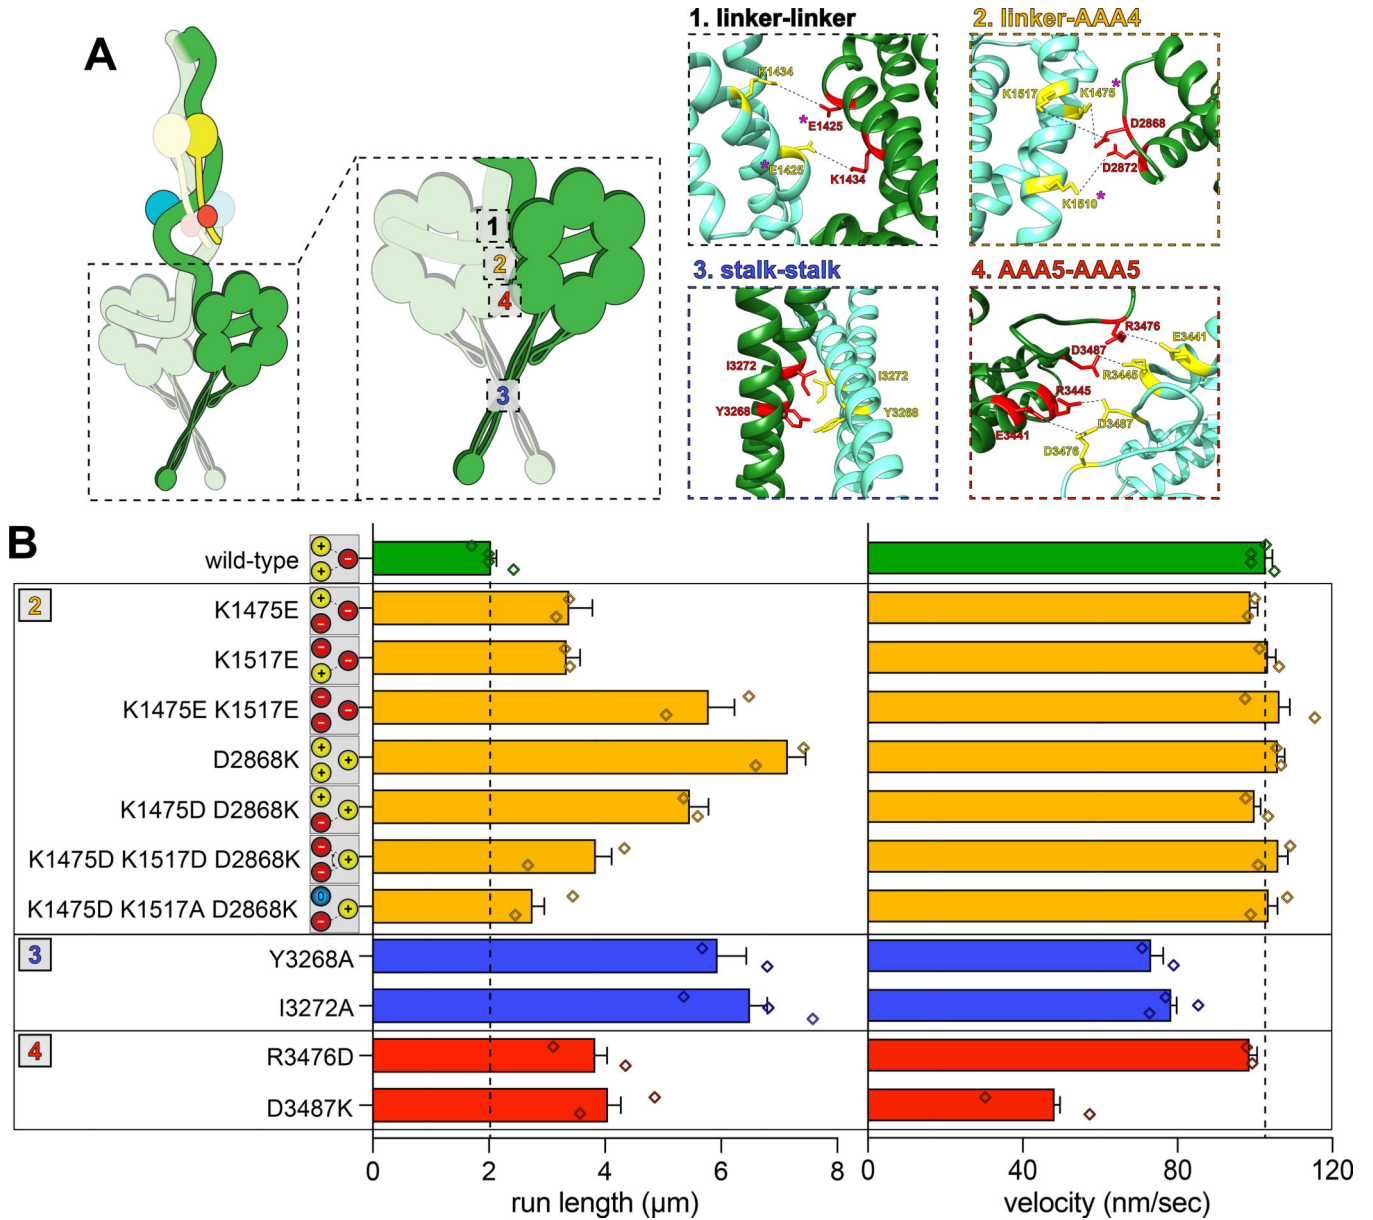 A
1
2
4
3
1. linker-linker
K1434
*
E1425
*
E1425
K1434
2. linker-AAA4
*
K1517
K1475
D2868
D2872
K1510
*
3. stalk-stalk
I3272
I3272
Y3268
Y3268
4. AAA5-AAA5
R3476
E3441
D3487
R3445
R3445
E3441
D3487
D3476
B
wild-type
+
−
+
2
K1475E
+
−
−
K1517E
−
−
+
K1475E K1517E
−
−
−
D2868K
+
+
+
K1475D D2868K
+
+
−
K1475D K1517D D2868K
−
+
−
K1475D K1517A D2868K
0
+
−
3
Y3268A
I3272A
4
R3476D
D3487K
0 2 4 6 8
run length (μm)
0 40 80 120
velocity (nm/sec)